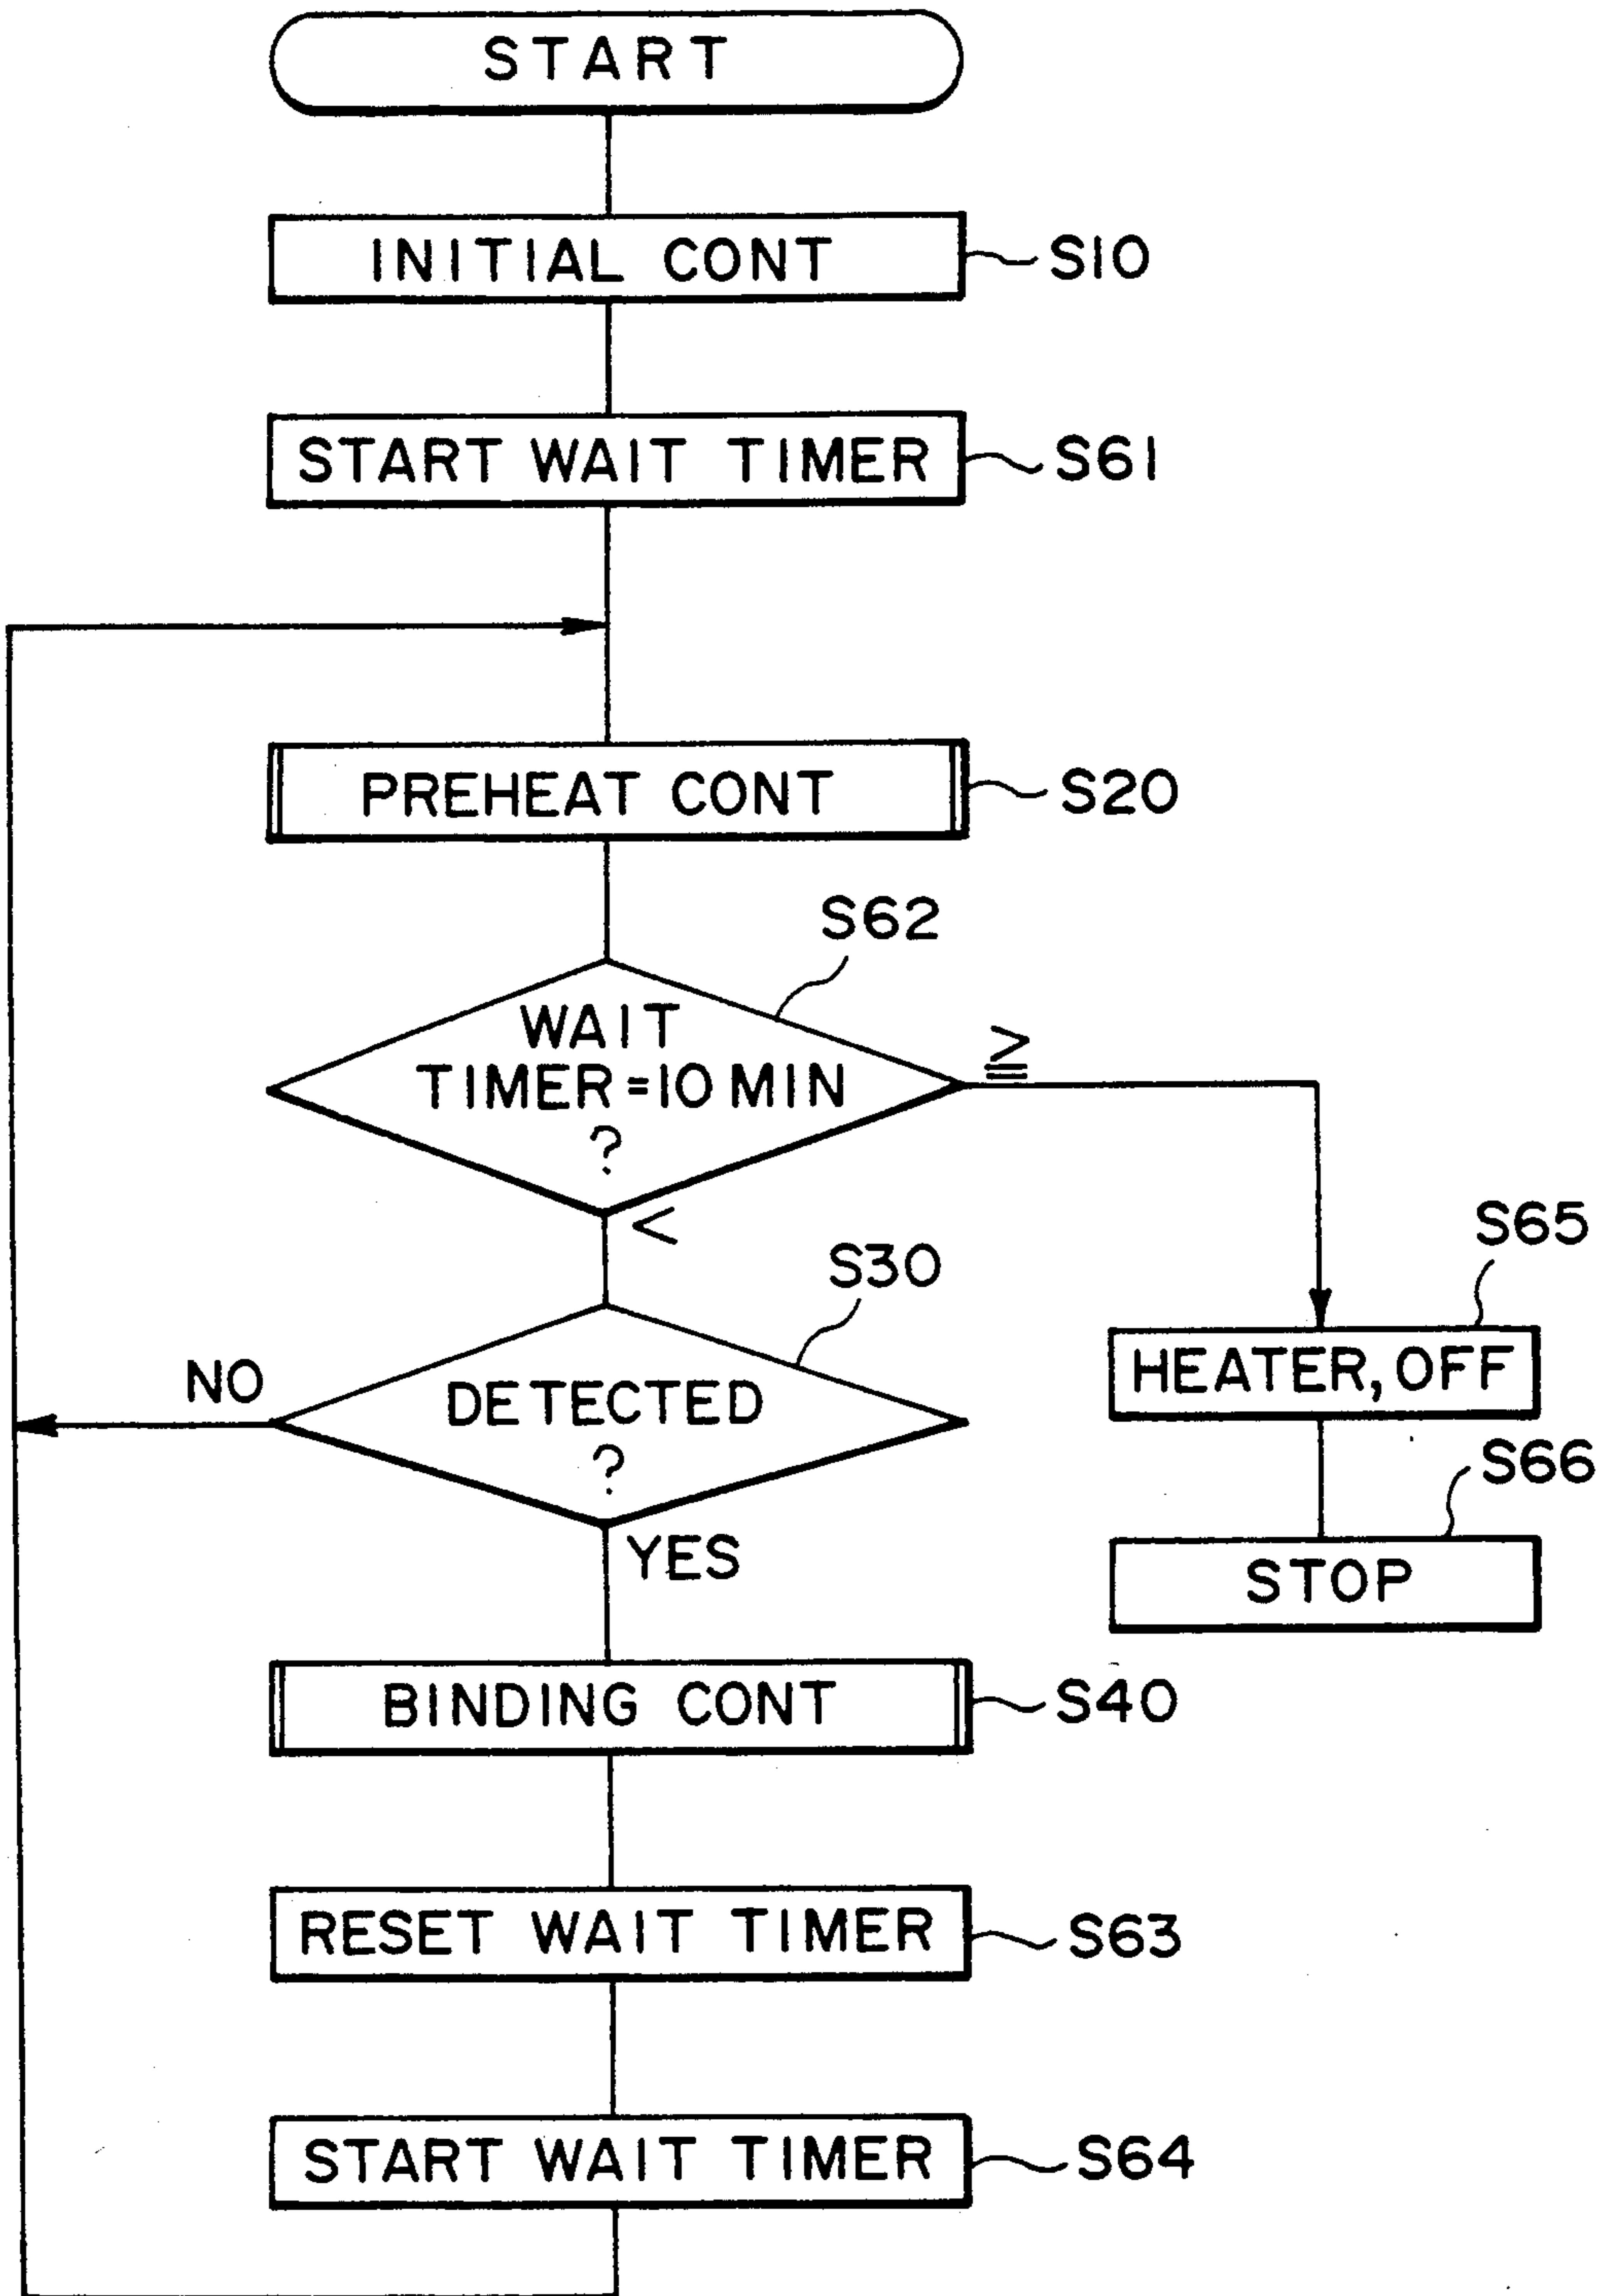 START
INITIAL CONT
S10
START WAIT TIMER
S61
PREHEAT CONT
S20
S62
WAIT
TIMER=10 MIN
?
≧
<
S30
DETECTED
?
NO
YES
S65
HEATER, OFF
S66
STOP
BINDING CONT
S40
RESET WAIT TIMER
S63
START WAIT TIMER
S64